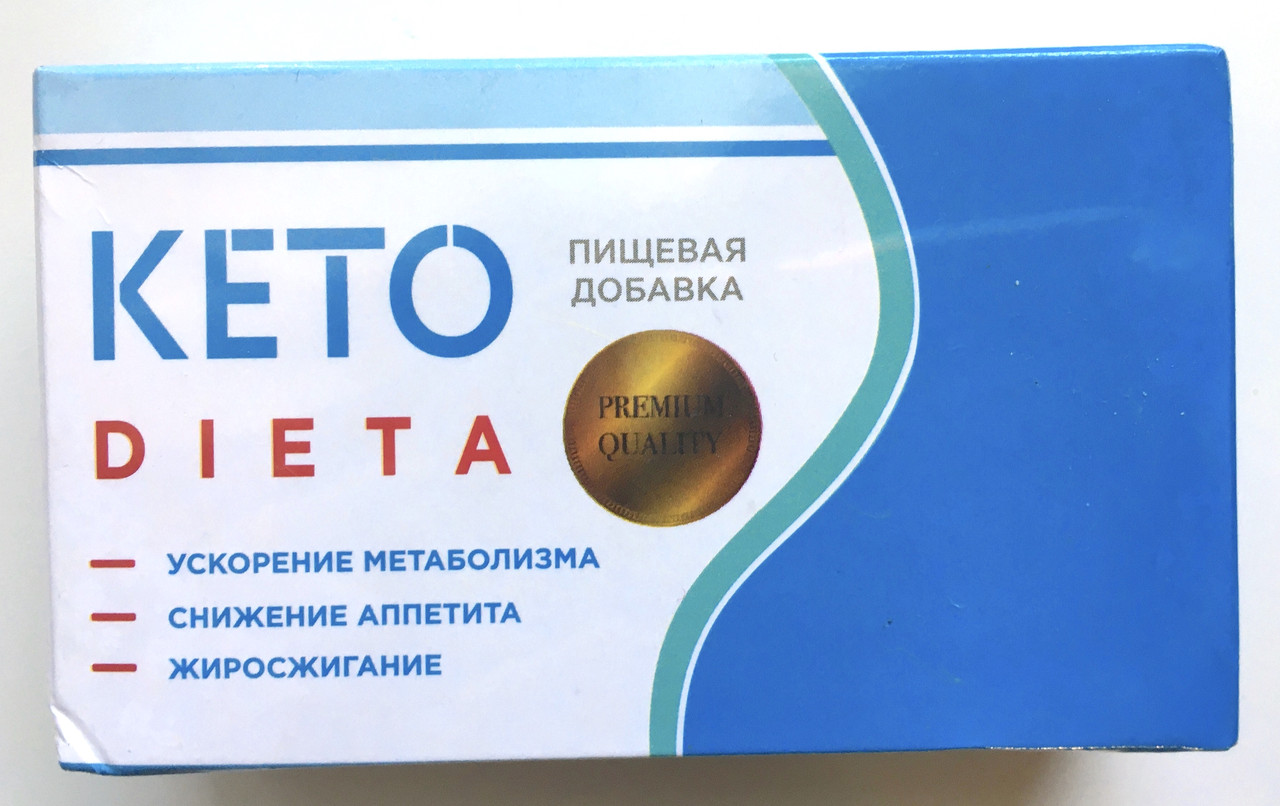 KETO
DIETA
ПИЩЕВАЯ
ДОБАВКА
PREMIUM
QUALITY
УСКОРЕНИЕ МЕТАБОЛИЗМА
СНИЖЕНИЕ АППЕТИТА
ЖИРОСЖИГАНИЕ